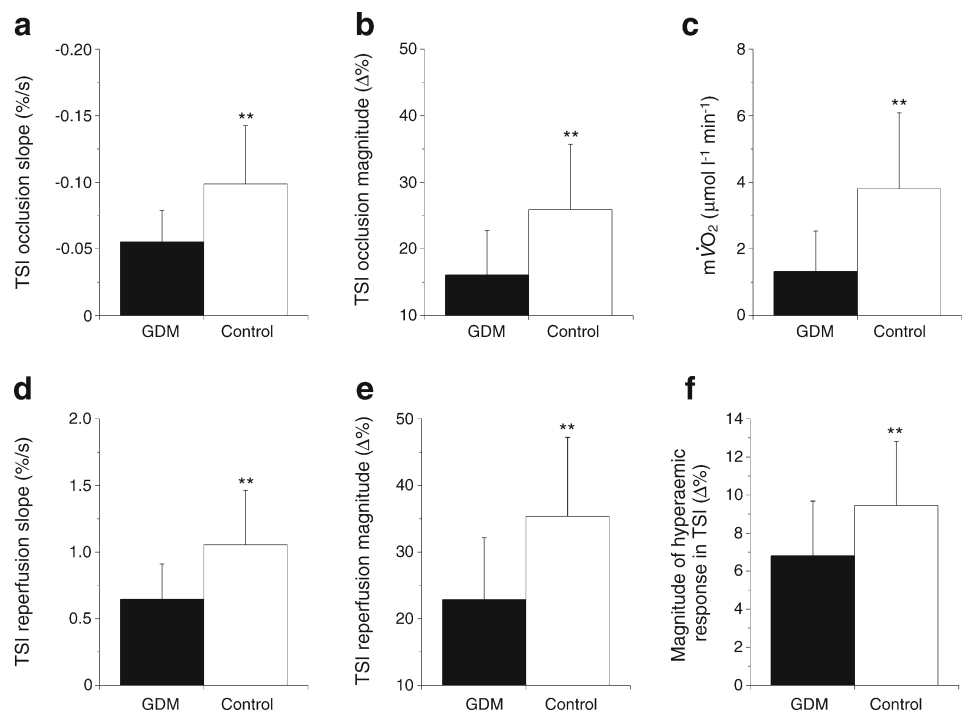 a
TSI occlusion slope (%/s)
-0.20
-0.15
-0.10
-0.05
0
**
GDM Control
b
TSI occlusion magnitude (Δ%)
50
40
30
20
10
**
GDM Control
c
mV̇O₂ (µmol l⁻¹ min⁻¹)
8
6
4
2
0
**
GDM Control
d
TSI reperfusion slope (%/s)
2.0
1.5
1.0
0.5
0
**
GDM Control
e
TSI reperfusion magnitude (Δ%)
50
40
30
20
10
**
GDM Control
f
Magnitude of hyperaemic
response in TSI (Δ%)
14
12
10
8
6
4
2
0
**
GDM Control